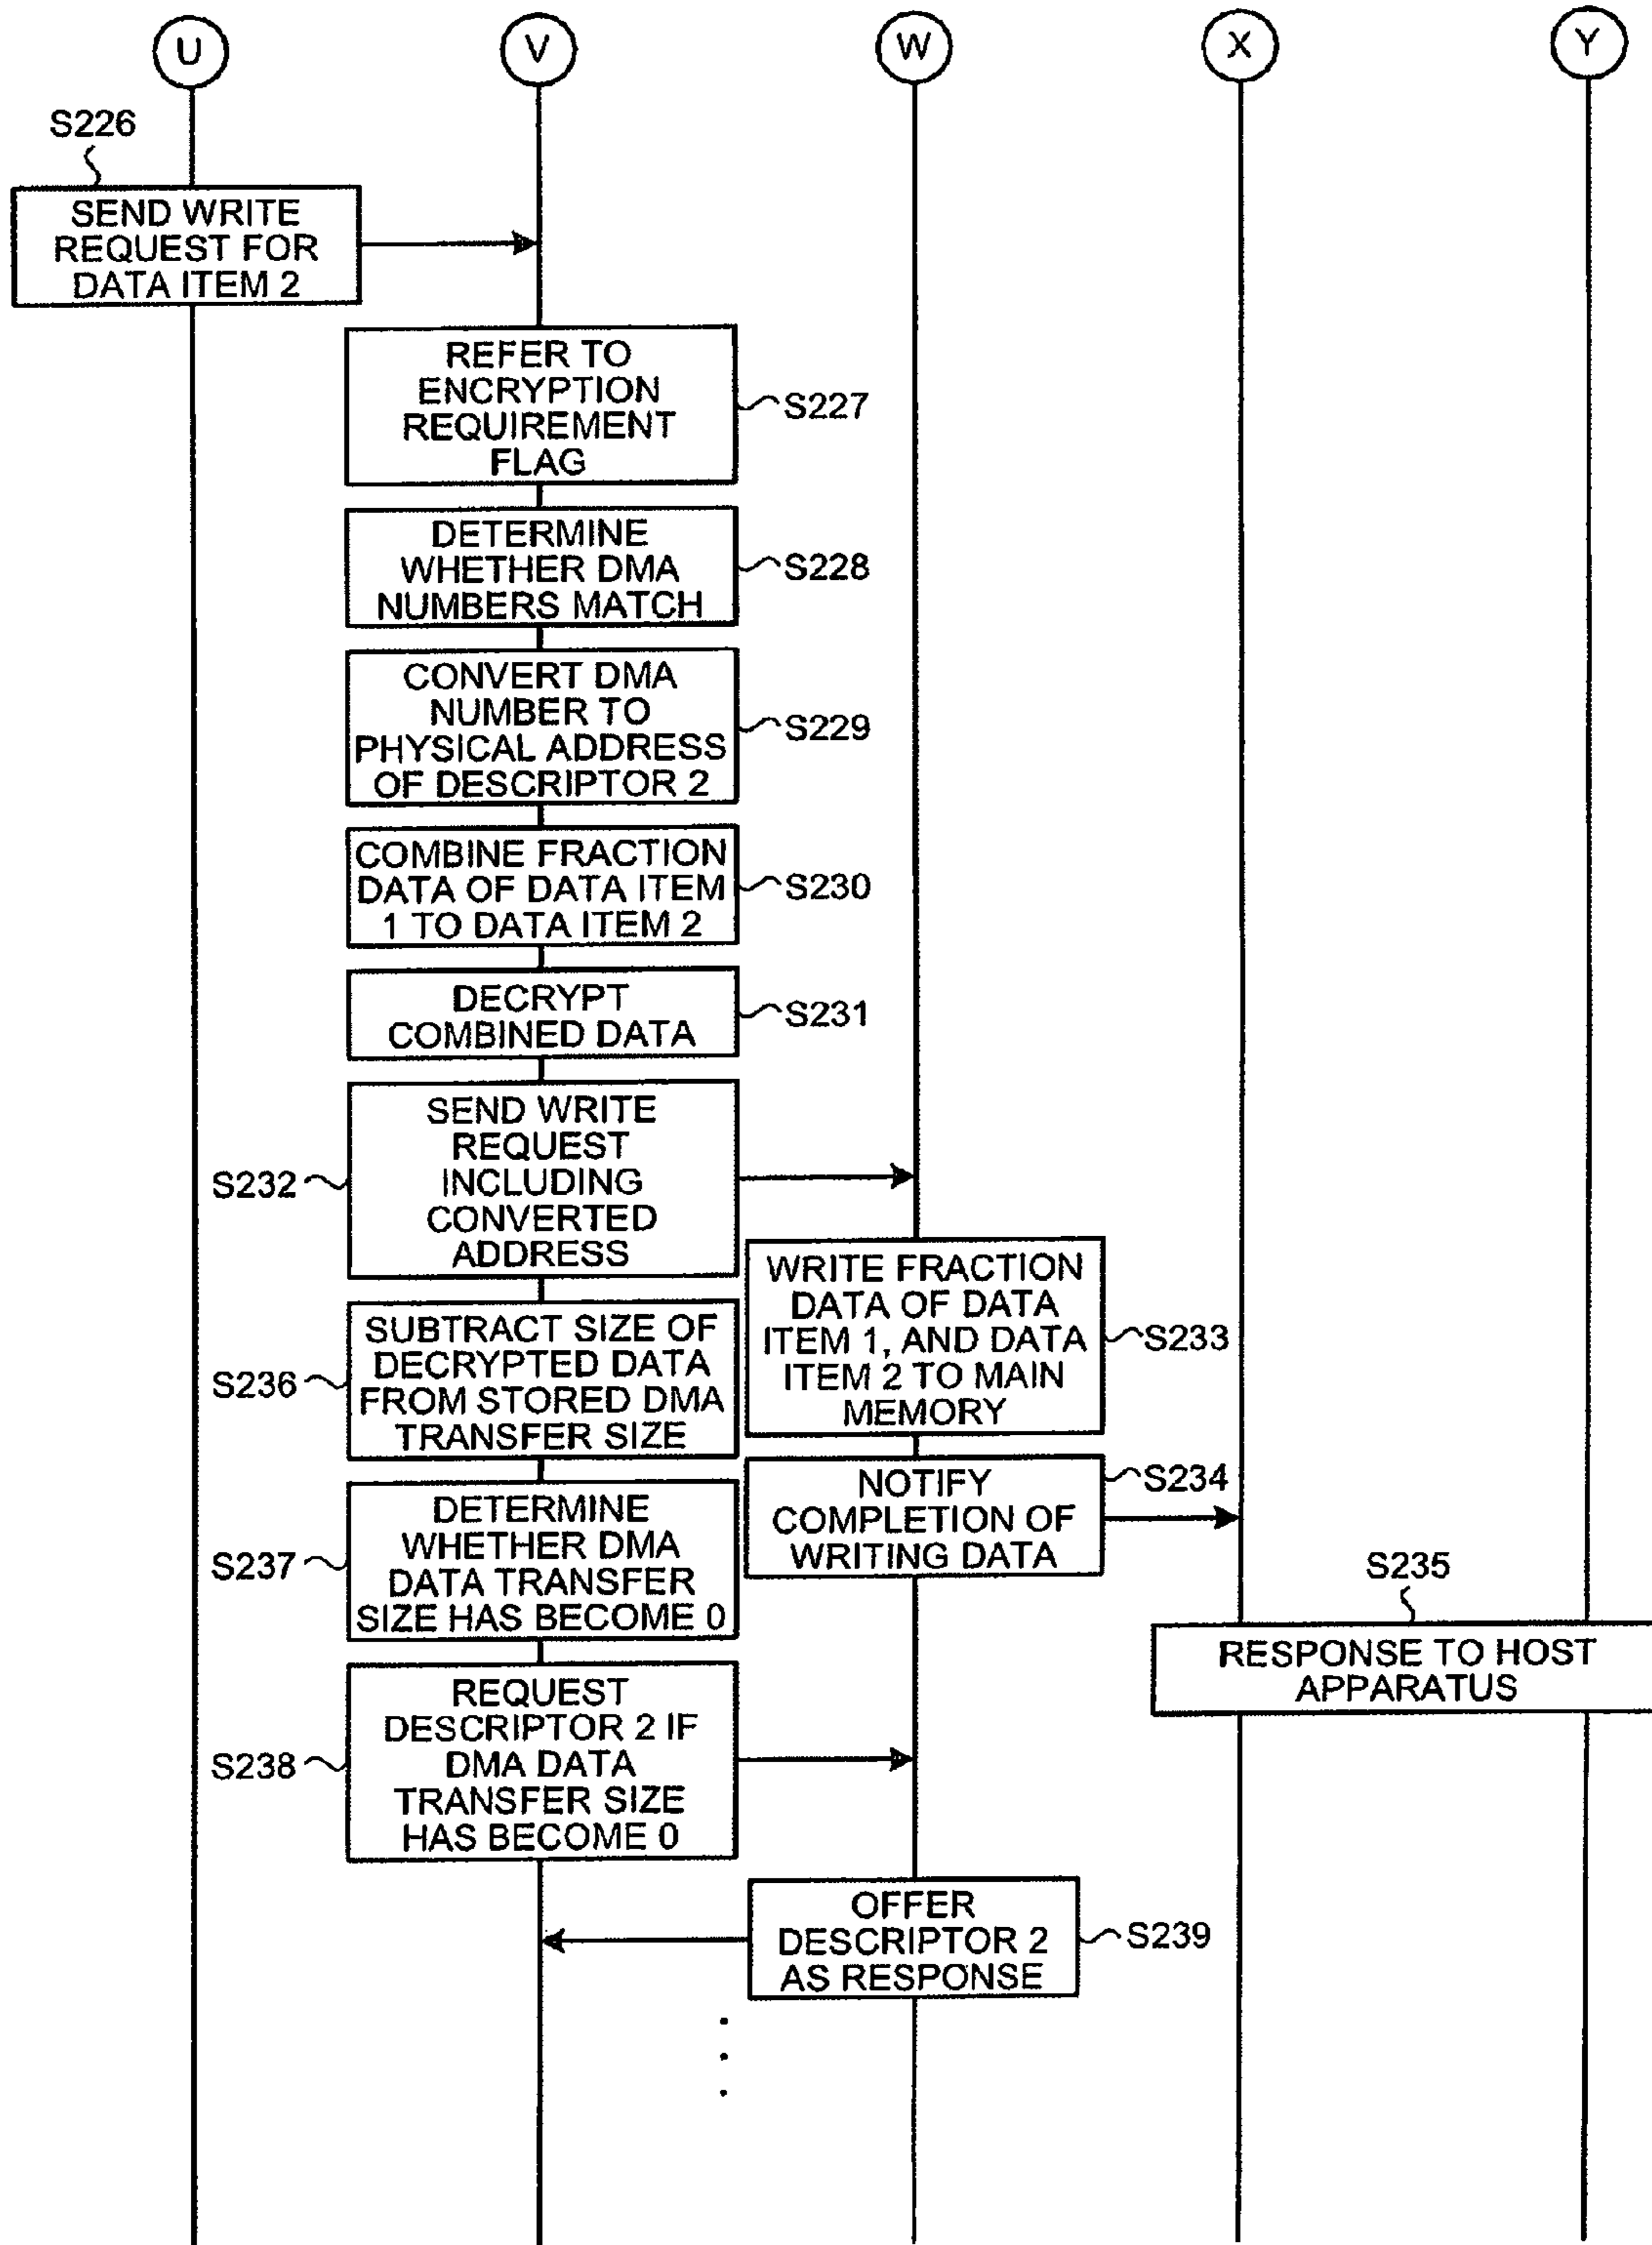 U
V
W
X
Y
S226
SEND WRITE
REQUEST FOR
DATA ITEM 2
REFER TO
ENCRYPTION
REQUIREMENT
FLAG
S227
DETERMINE
WHETHER DMA
NUMBERS MATCH
S228
CONVERT DMA
NUMBER TO
PHYSICAL ADDRESS
OF DESCRIPTOR 2
S229
COMBINE FRACTION
DATA OF DATA ITEM
1 TO DATA ITEM 2
S230
DECRYPT
COMBINED DATA
S231
SEND WRITE
REQUEST
INCLUDING
CONVERTED
ADDRESS
S232
WRITE FRACTION
DATA OF DATA
ITEM 1, AND DATA
ITEM 2 TO MAIN
MEMORY
S233
SUBTRACT SIZE OF
DECRYPTED DATA
FROM STORED DMA
TRANSFER SIZE
S236
NOTIFY
COMPLETION OF
WRITING DATA
S234
DETERMINE
WHETHER DMA
DATA TRANSFER
SIZE HAS BECOME 0
S237
S235
RESPONSE TO HOST
APPARATUS
REQUEST
DESCRIPTOR 2 IF
DMA DATA
TRANSFER SIZE
HAS BECOME 0
S238
OFFER
DESCRIPTOR 2
AS RESPONSE
S239